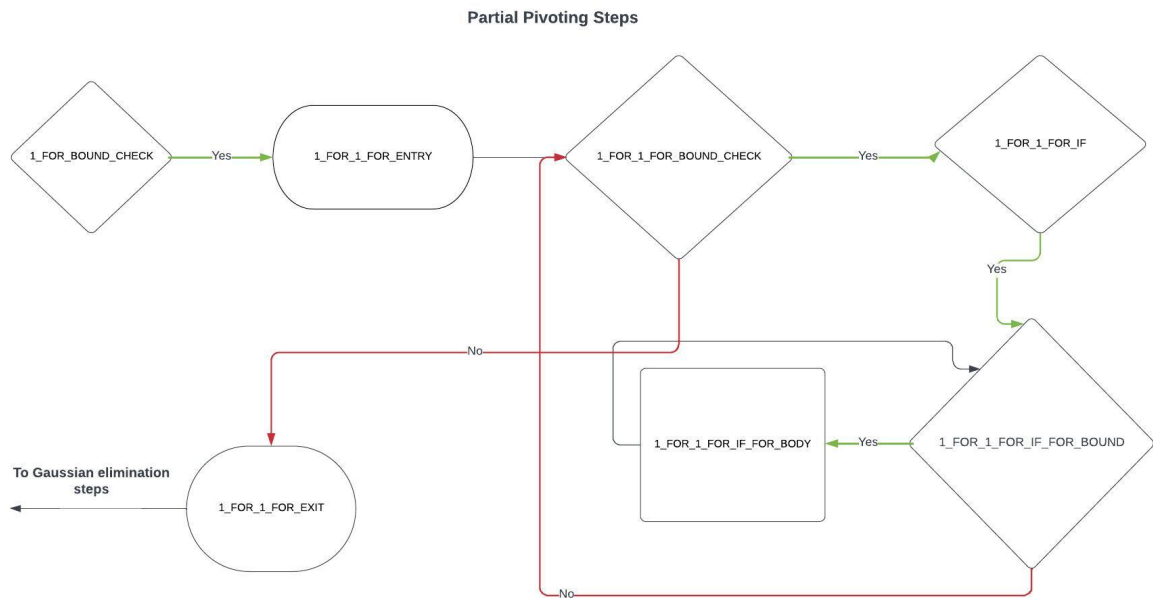 Partial Pivoting Steps
1_FOR_BOUND_CHECK
Yes
1_FOR_1_FOR_ENTRY
1_FOR_1_FOR_BOUND_CHECK
Yes
1_FOR_1_FOR_IF
Yes
No
1_FOR_1_FOR_IF_FOR_BODY
Yes
1_FOR_1_FOR_IF_FOR_BOUND
To Gaussian elimination
steps
1_FOR_1_FOR_EXIT
No